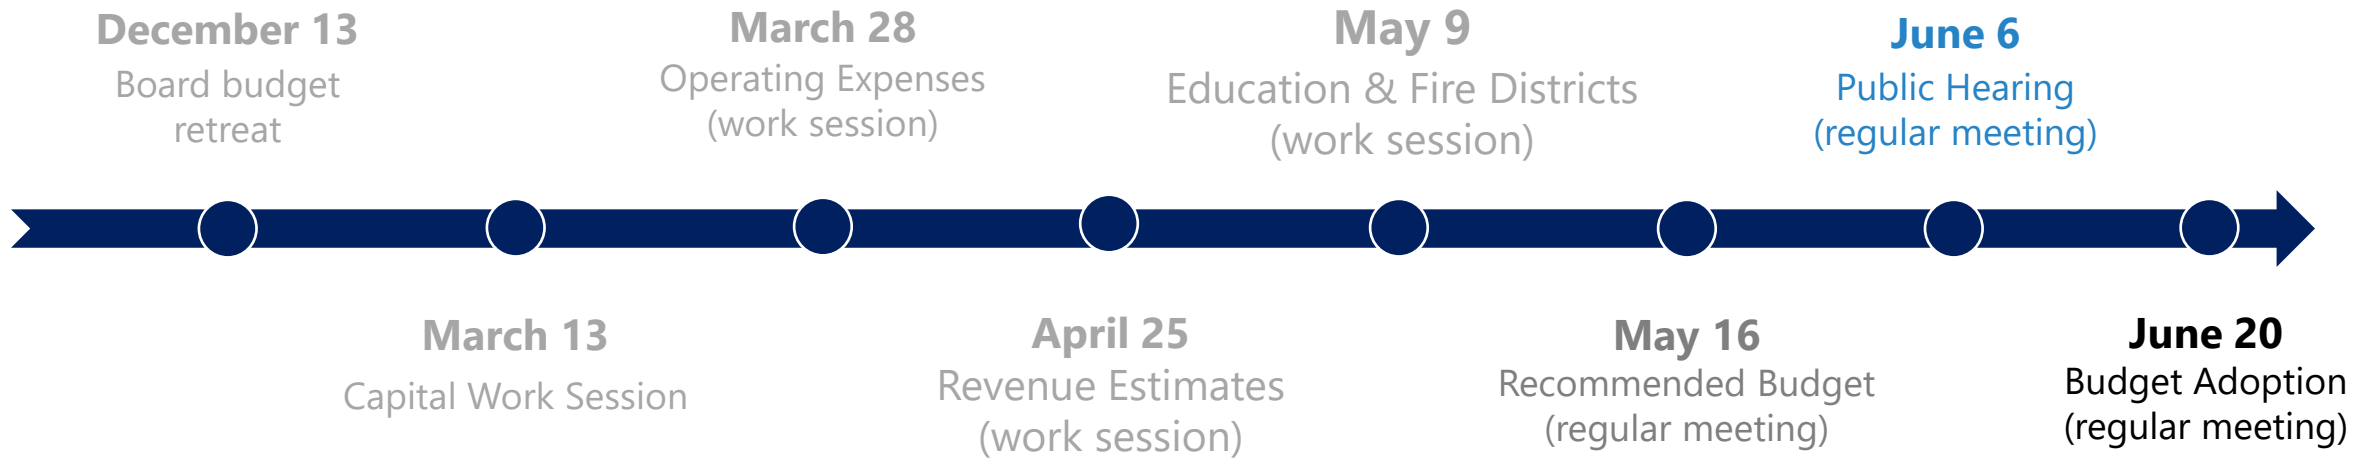 December 13
Board budget
retreat
March 28
Operating Expenses
(work session)
May 9
Education & Fire Districts
(work session)
June 6
Public Hearing
(regular meeting)
March 13
Capital Work Session
April 25
Revenue Estimates
(work session)
May 16
Recommended Budget
(regular meeting)
June 20
Budget Adoption
(regular meeting)